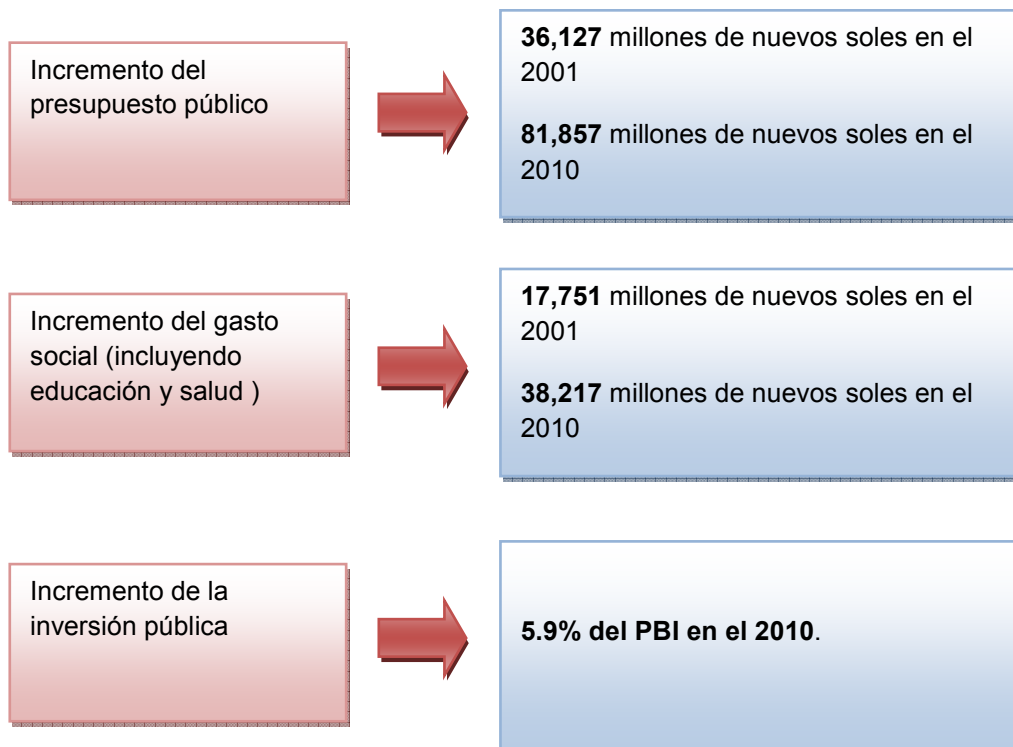 Incremento del
presupuesto público
36,127 millones de nuevos soles en el
2001
81,857 millones de nuevos soles en el
2010
Incremento del gasto
social (incluyendo
educación y salud )
17,751 millones de nuevos soles en el
2001
38,217 millones de nuevos soles en el
2010
Incremento de la
inversión pública
5.9% del PBI en el 2010.